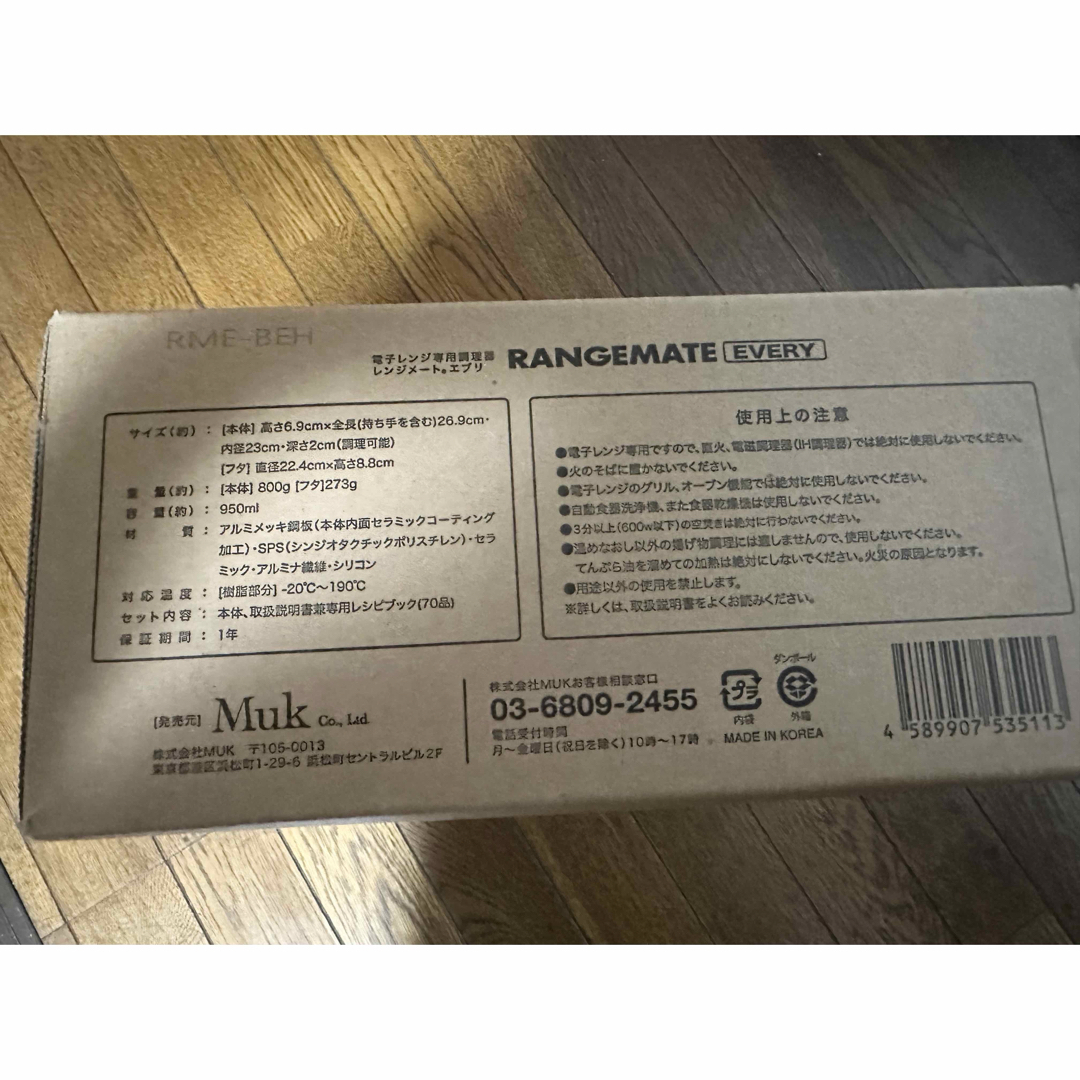 RME-BEH
電子レンジ専用調理器
レンジメート®エブリ
RANGEMATE EVERY
サイズ(約): [本体] 高さ6.9cm×全長(持ち手を含む)26.9cm・
内径23cm・深さ2cm(調理可能)
[フタ] 直径22.4cm×高さ8.8cm
重 量(約): [本体] 800g [フタ]273g
容 量(約): 950ml
材 質: アルミメッキ鋼板(本体内面セラミックコーティング
加工)・SPS(シンジオタクチックポリスチレン)・セラ
ミック・アルミナ繊維・シリコン
対応温度: [樹脂部分] -20℃～190℃
セット内容: 本体、取扱説明書兼専用レシピブック(70品)
保証期間: 1年
使用上の注意
●電子レンジ専用ですので、直火、電磁調理器(IH調理器)では絶対に使用しないでください。
●火のそばに置かないでください。
●電子レンジのグリル、オーブン機能では絶対に使用しないでください。
●自動食器洗浄機、また食器乾燥機は使用しないでください。
●3分以上(600w以下)の空焚きは絶対に行わないでください。
●温めなおし以外の揚げ物調理には適しませんので、使用しないでください。
てんぷら油を溜めての加熱は絶対にしないでください。火災の原因となります。
●用途以外の使用を禁止します。
※詳しくは、取扱説明書をよくお読みください。
[発売元] Muk Co., Ltd.
株式会社MUK 〒105-0013
東京都港区浜松町1-29-6 浜松町セントラルビル2F
株式会社MUKお客様相談窓口
03-6809-2455
電話受付時間
月～金曜日(祝日を除く)10時～17時
プラ
内袋
ダンボール
外箱
MADE IN KOREA
4 589907 535113